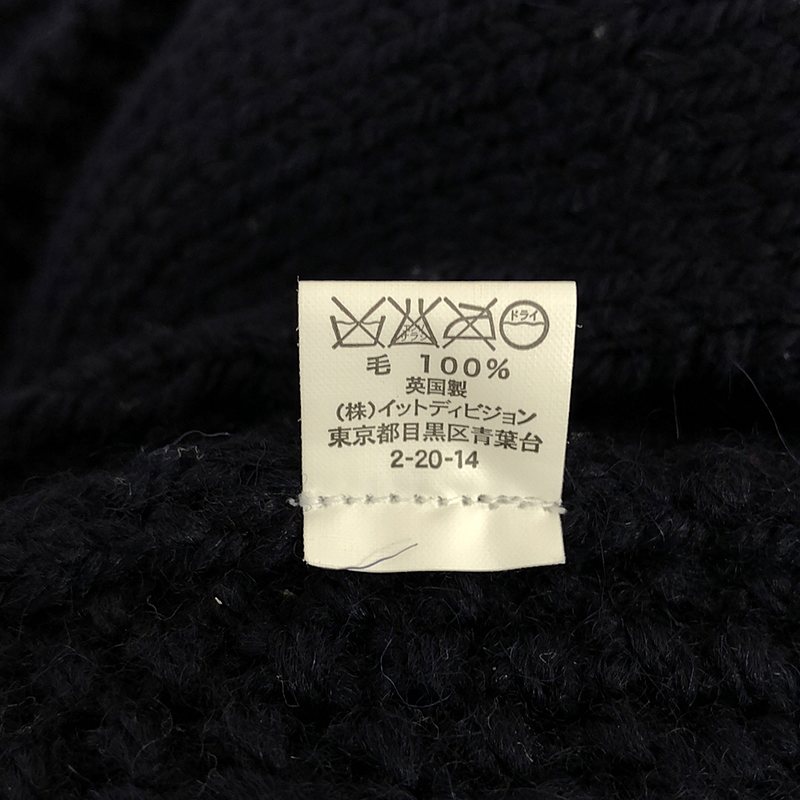 ドライ
毛 100%
英国製
(株)イットディビジョン
東京都目黒区青葉台
2-20-14